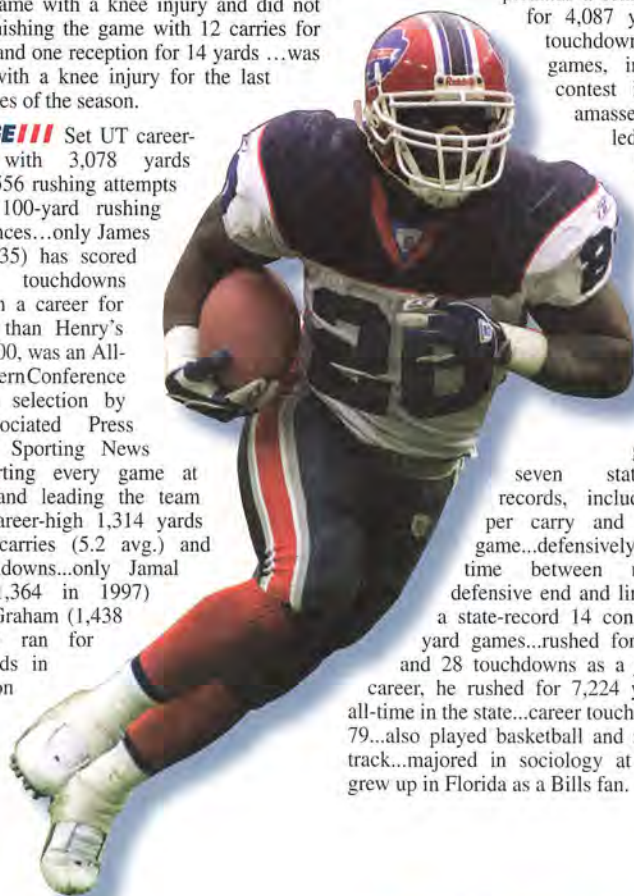 ame with a knee injury and did not
nishing the game with 12 carries for
and one reception for 14 yards …was
with a knee injury for the last
es of the season.
GE/// Set UT career-
with 3,078 yards
556 rushing attempts
100-yard rushing
nces...only James
35) has scored
touchdowns
n a career for
than Henry's
00, was an All-
ern Conference
selection by
ociated Press
Sporting News
rting every game at
and leading the team
areer-high 1,314 yards
carries (5.2 avg.) and
downs...only Jamal
1,364 in 1997)
Graham (1,438
ran for
ds in
on
for 4,087 y
touchdown
games, in
contest i
amasse
led
seven stat
records, includ
per carry and
game...defensively
time between
defensive end and lin
a state-record 14 con
yard games...rushed for
and 28 touchdowns as a
career, he rushed for 7,224 y
all-time in the state...career touch
79...also played basketball and
track...majored in sociology at
grew up in Florida as a Bills fan.
Riddell
20